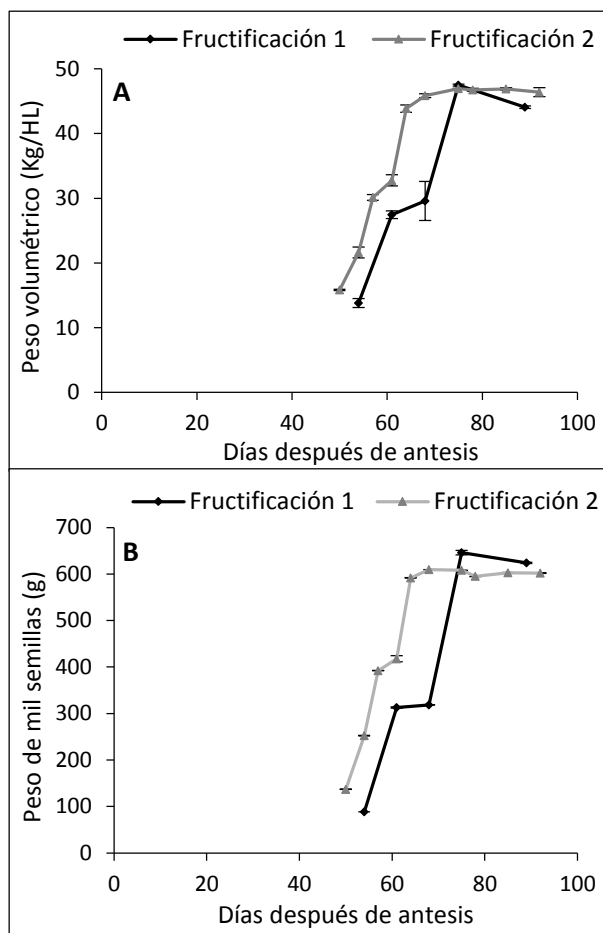 Fructificación 1 Fructificación 2
A
Peso volumétrico (Kg/HL)
50
40
30
20
10
0
0 20 40 60 80 100
Días después de antesis
Fructificación 1 Fructificación 2
B
Peso de mil semillas (g)
700
600
500
400
300
200
100
0
0 20 40 60 80 100
Días después de antesis